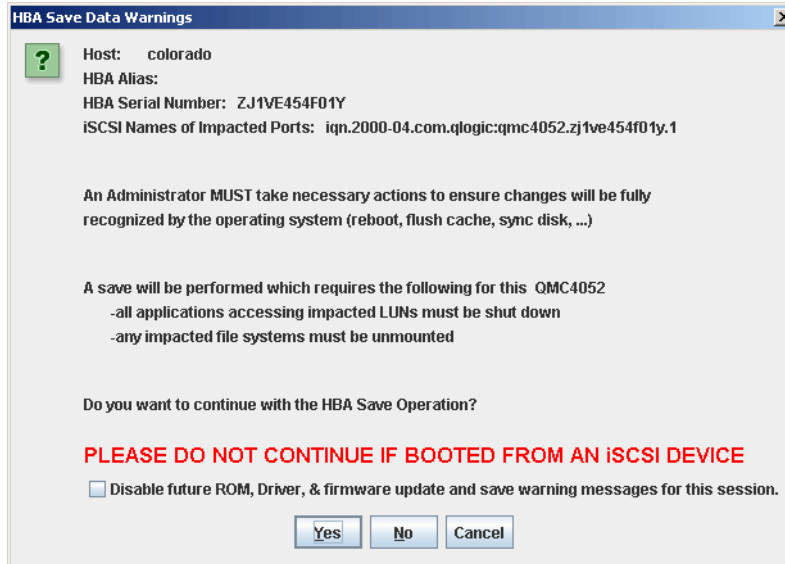 HBA Save Data Warnings
Host: colorado
HBA Alias:
HBA Serial Number: ZJ1VE454F01Y
iSCSI Names of Impacted Ports: iqn.2000-04.com.qlogic:qmc4052.zj1ve454f01y.1
An Administrator MUST take necessary actions to ensure changes will be fully
recognized by the operating system (reboot, flush cache, sync disk, ...)
A save will be performed which requires the following for this QMC4052
-all applications accessing impacted LUNs must be shut down
-any impacted file systems must be unmounted
Do you want to continue with the HBA Save Operation?
PLEASE DO NOT CONTINUE IF BOOTED FROM AN iSCSI DEVICE
Disable future ROM, Driver, & firmware update and save warning messages for this session.
Yes No Cancel